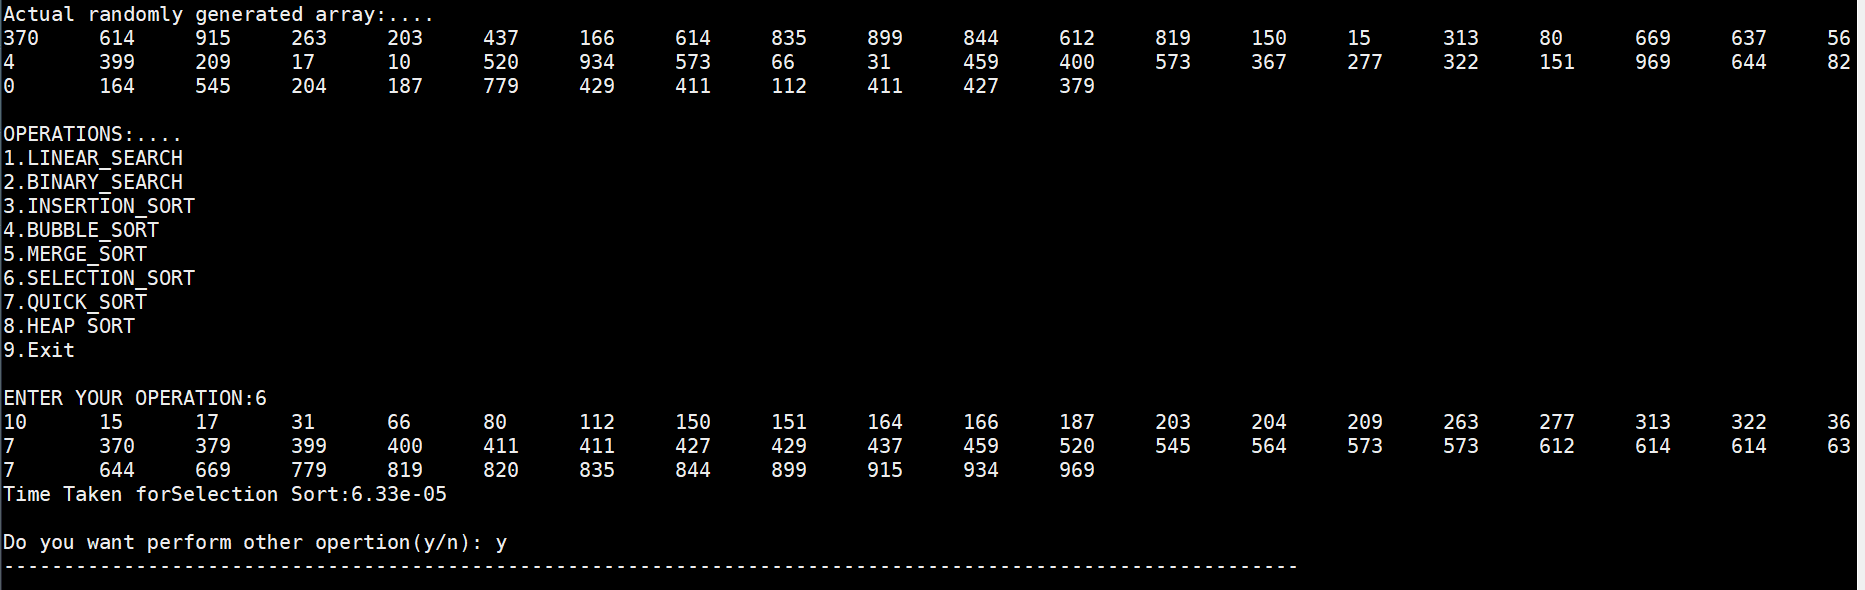 Actual randomly generated array:....
370 614 915 263 203 437 166 614 835 899 844 612 819 150 15 313 80 669 637 56
4 399 209 17 10 520 934 573 66 31 459 400 573 367 277 322 151 969 644 82
0 164 545 204 187 779 429 411 112 411 427 379
OPERATIONS:....
1.LINEAR_SEARCH
2.BINARY_SEARCH
3.INSERTION_SORT
4.BUBBLE_SORT
5.MERGE_SORT
6.SELECTION_SORT
7.QUICK_SORT
8.HEAP SORT
9.Exit
ENTER YOUR OPERATION:6
10 15 17 31 66 80 112 150 151 164 166 187 203 204 209 263 277 313 322 36
7 370 379 399 400 411 411 427 429 437 459 520 545 564 573 573 612 614 614 63
7 644 669 779 819 820 835 844 899 915 934 969
Time Taken forSelection Sort:6.33e-05
Do you want perform other opertion(y/n): y
------------------------------------------------------------------------------------------------------------